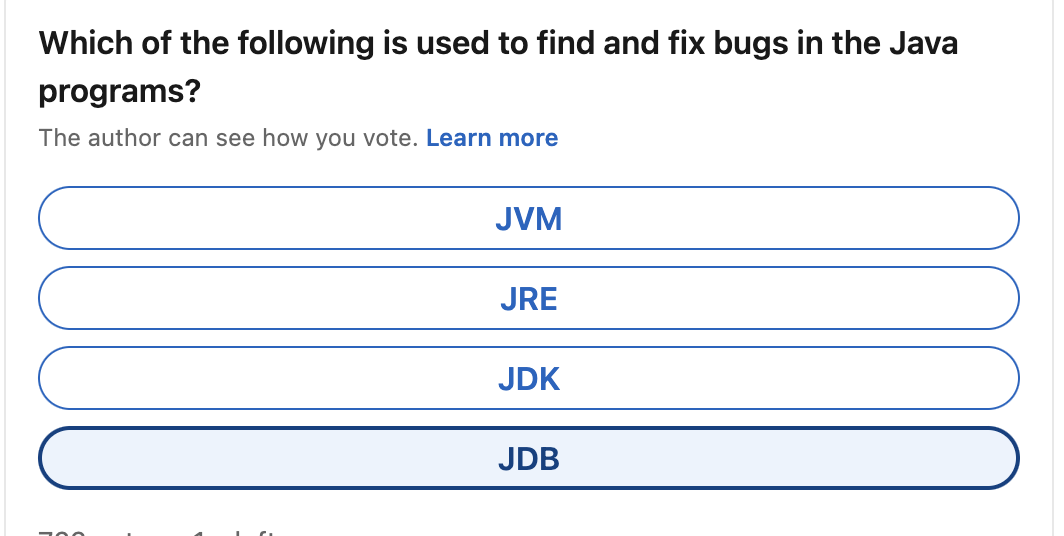 Which of the following is used to find and fix bugs in the Java
programs?
The author can see how you vote. Learn more
JVM
JRE
JDK
JDB